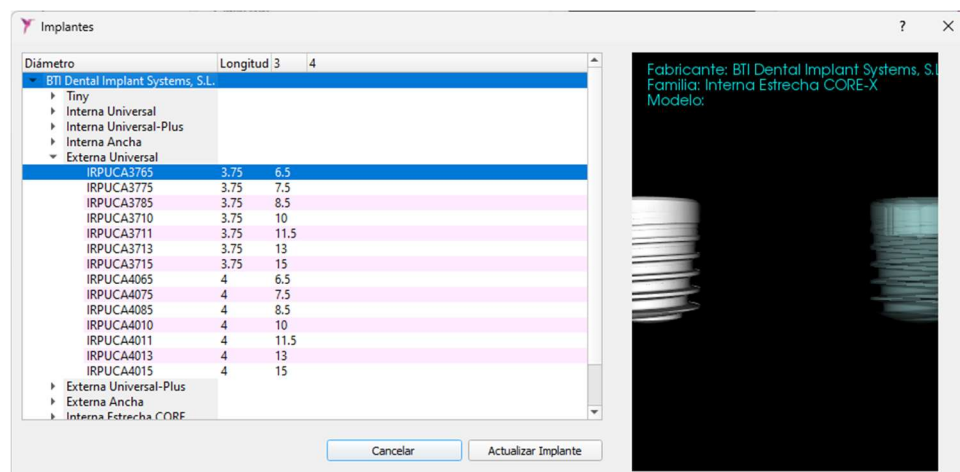 Implantes
?
Diámetro Longitud 3 4
BTI Dental Implant Systems, S.L.
Tiny
Interna Universal
Interna Universal-Plus
Interna Ancha
Externa Universal
IRPUCA3765 3.75 6.5
IRPUCA3775 3.75 7.5
IRPUCA3785 3.75 8.5
IRPUCA3710 3.75 10
IRPUCA3711 3.75 11.5
IRPUCA3713 3.75 13
IRPUCA3715 3.75 15
IRPUCA4065 4 6.5
IRPUCA4075 4 7.5
IRPUCA4085 4 8.5
IRPUCA4010 4 10
IRPUCA4011 4 11.5
IRPUCA4013 4 13
IRPUCA4015 4 15
Externa Universal-Plus
Externa Ancha
Interna Estrecha CORE
Cancelar Actualizar Implante
Fabricante: BTI Dental Implant Systems, S.L
Familia: Interna Estrecha CORE-X
Modelo: